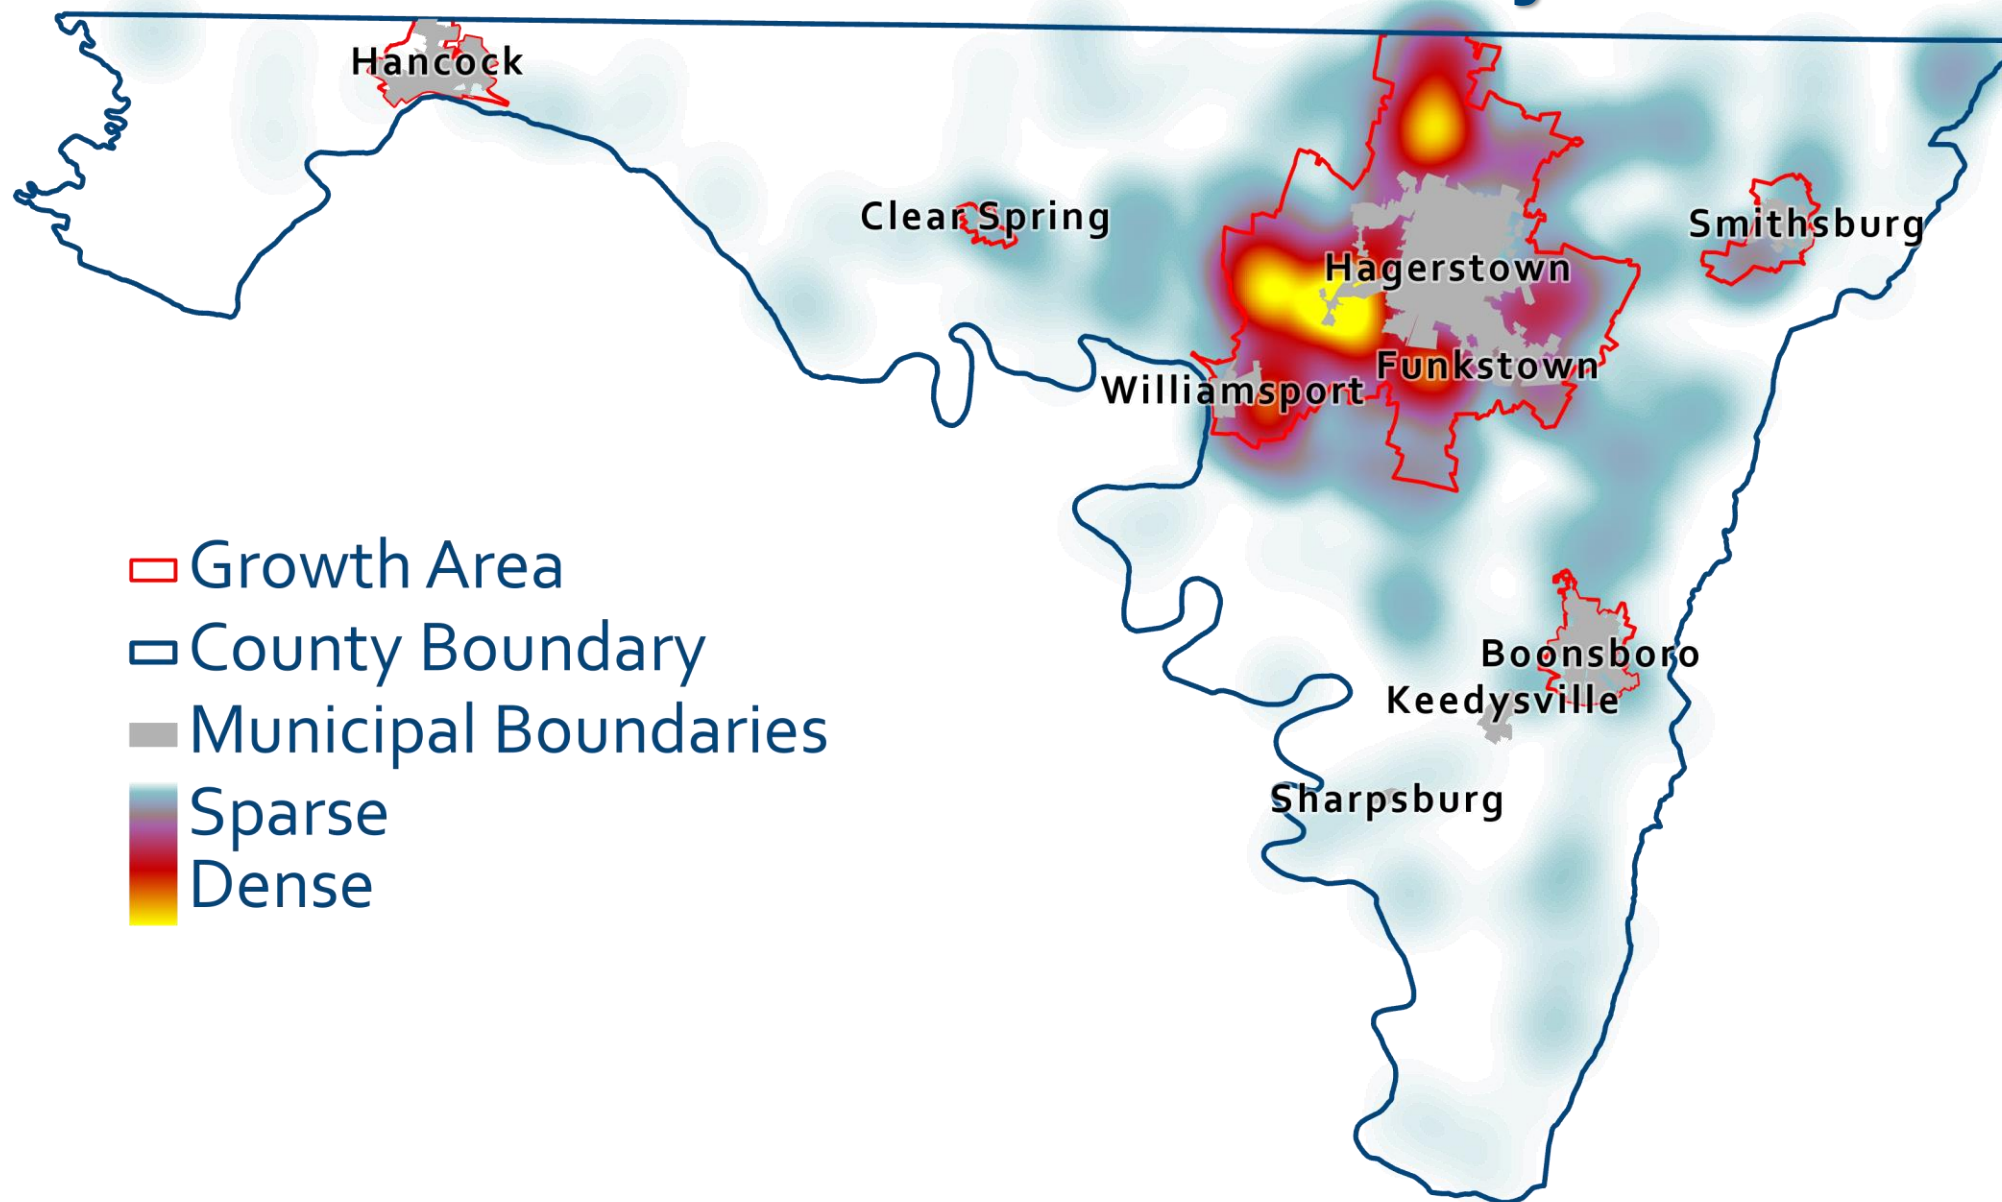 Hancock
Clear Spring
Smithsburg
Hagerstown
Funkstown
Williamsport
Growth Area
County Boundary
Municipal Boundaries
Sparse
Dense
Boonsboro
Keedysville
Sharpsburg